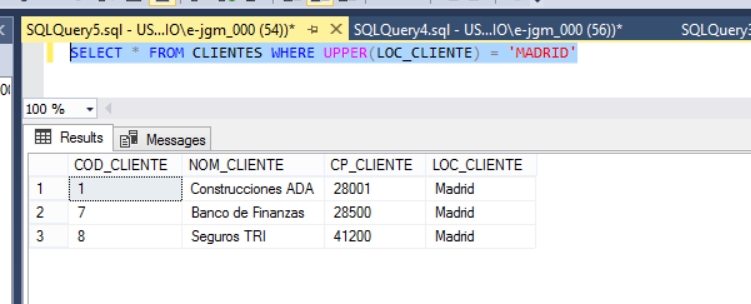 SQLQuery5.sql - US...IO\e-jgm_000 (54))* SQLQuery4.sql - US...IO\e-jgm_000 (56))* SQLQuery
SELECT * FROM CLIENTES WHERE UPPER(LOC_CLIENTE) = 'MADRID'
100 %
Results Messages
COD_CLIENTE NOM_CLIENTE CP_CLIENTE LOC_CLIENTE
1 1 Construcciones ADA 28001 Madrid
2 7 Banco de Finanzas 28500 Madrid
3 8 Seguros TRI 41200 Madrid